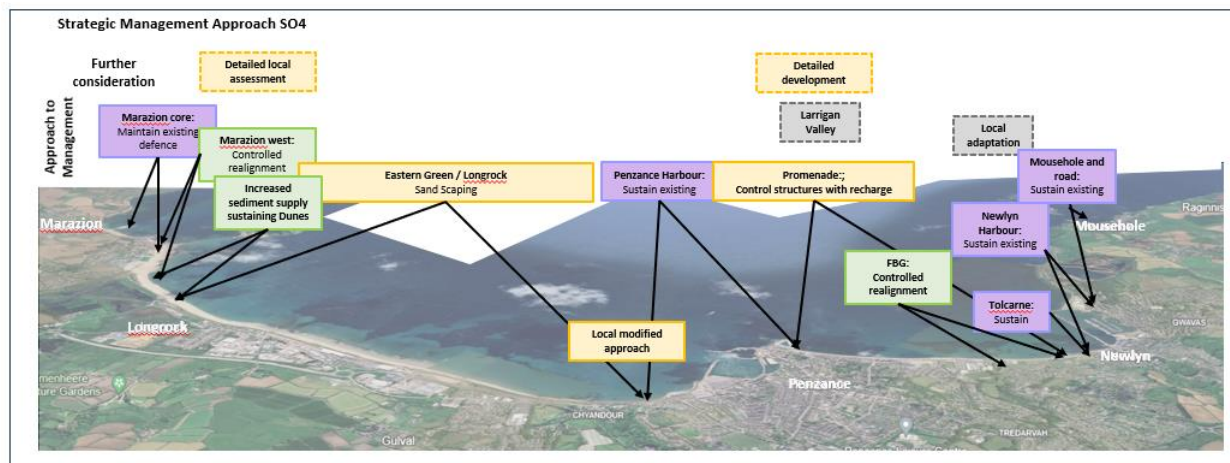 Strategic Management Approach SO4
Further
consideration
Detailed local
assessment
Detailed
development
Approach to
Management
Larrigan
Valley
Local
adaptation
Marazion core:
Maintain existing
defence
Marazion west:
Controlled
realignment
Increased
sediment supply
sustaining Dunes
Eastern Green / Longrock
Sand Scaping
Penzance Harbour:
Sustain existing
Promenade:;
Control structures with recharge
Mousehole and
road:
Sustain existing
Newlyn
Harbour:
Sustain existing
FBG:
Controlled
realignment
Tolcarne:
Sustain
Local modified
approach
Marazion
Raginnis
Mousehole
Longrock
GWAVAS
Newlyn
Penzance
CHYANDOUR
Gulval
TREDARVAH